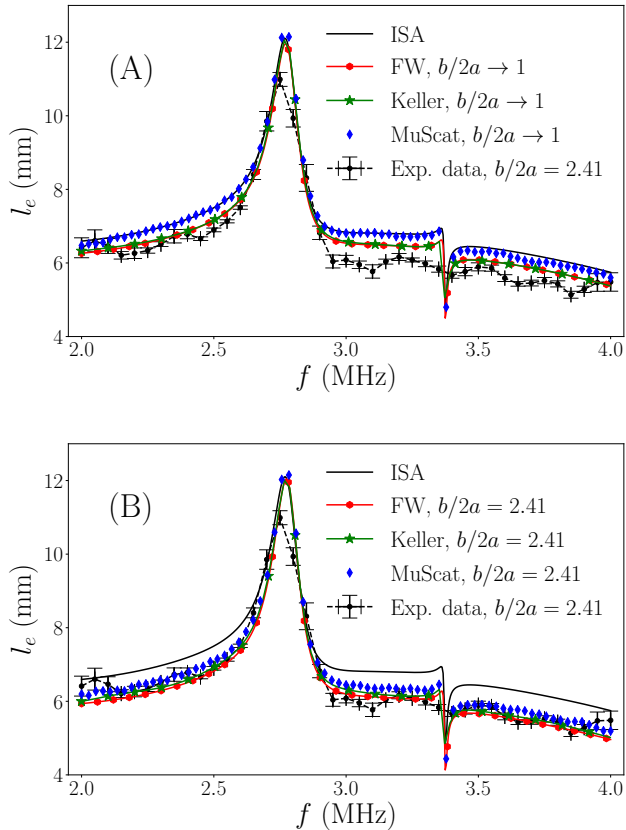 (A)
ISA
FW, b/2a → 1
Keller, b/2a → 1
MuScat, b/2a → 1
Exp. data, b/2a = 2.41
l_e (mm)
12
10
8
6
4
2.0 2.5 3.0 3.5 4.0
f (MHz)
(B)
ISA
FW, b/2a = 2.41
Keller, b/2a = 2.41
MuScat, b/2a = 2.41
Exp. data, b/2a = 2.41
l_e (mm)
12
10
8
6
4
2.0 2.5 3.0 3.5 4.0
f (MHz)